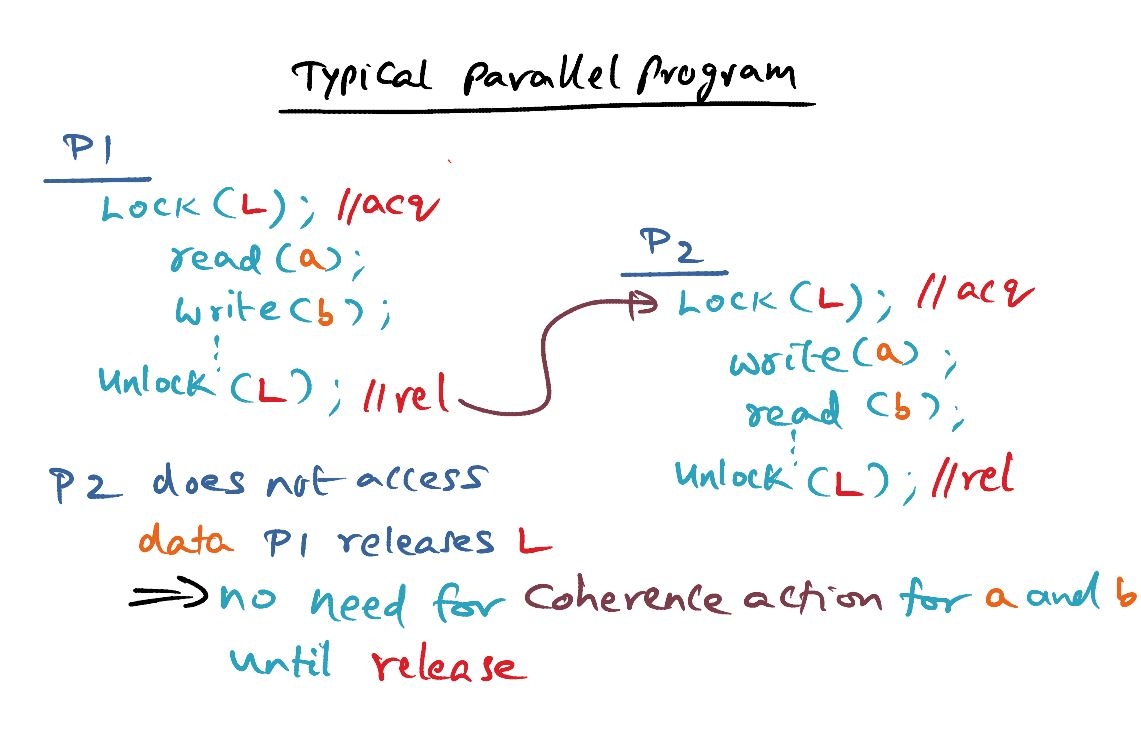 Typical Parallel Program
P1
Lock (L); //acq
read (a);
write (b);
Unlock (L); //rel
P2
Lock (L); //acq
write (a);
read (b);
Unlock (L); //rel
P2 does not access
data P1 releases L
⇒ no need for Coherence action for a and b
until release